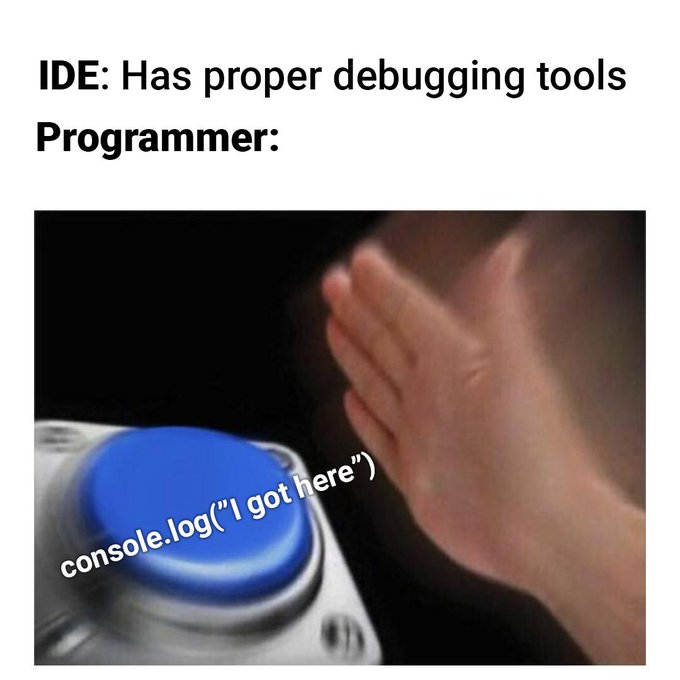 IDE: Has proper debugging tools
Programmer:
console.log("I got here")